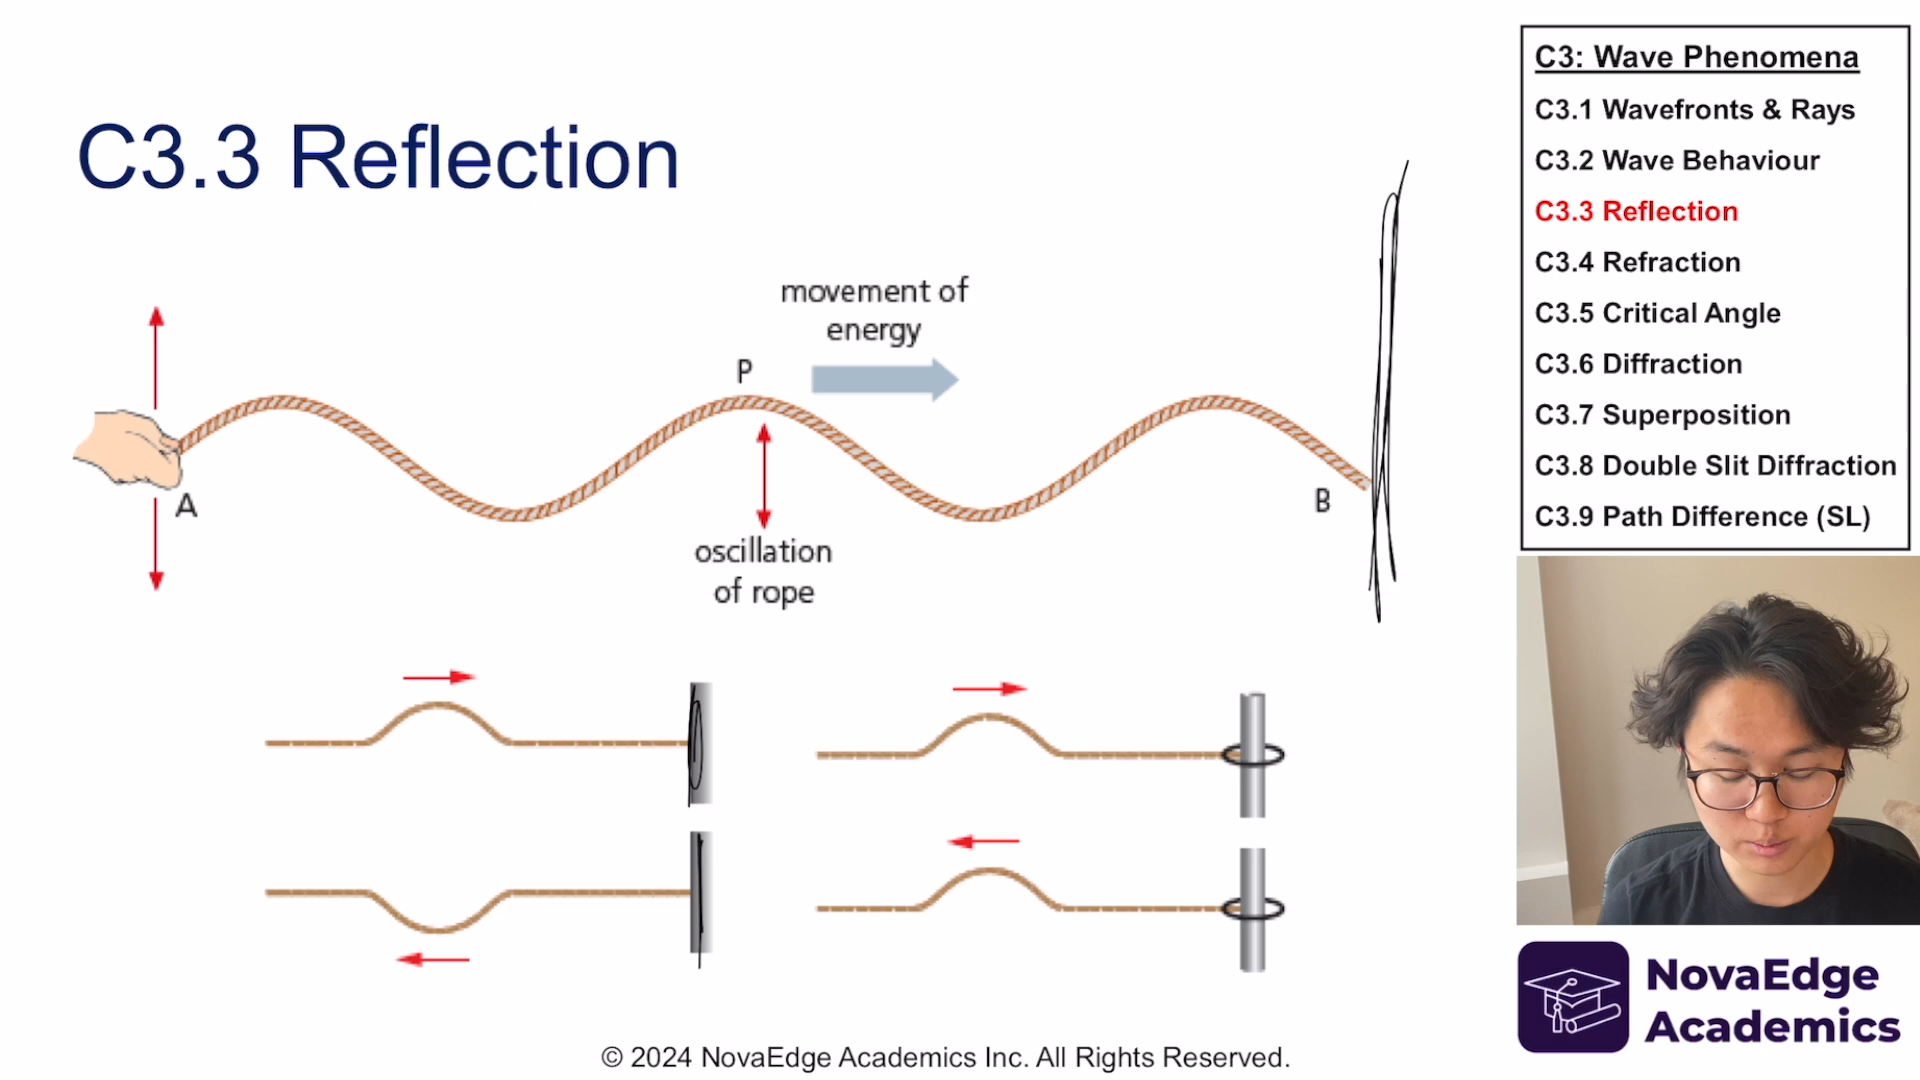 C3.3 Reflection
movement of
energy
P
A
B
oscillation
of rope
C3: Wave Phenomena
C3.1 Wavefronts & Rays
C3.2 Wave Behaviour
C3.3 Reflection
C3.4 Refraction
C3.5 Critical Angle
C3.6 Diffraction
C3.7 Superposition
C3.8 Double Slit Diffraction
C3.9 Path Difference (SL)
NovaEdge
Academics
© 2024 NovaEdge Academics Inc. All Rights Reserved.